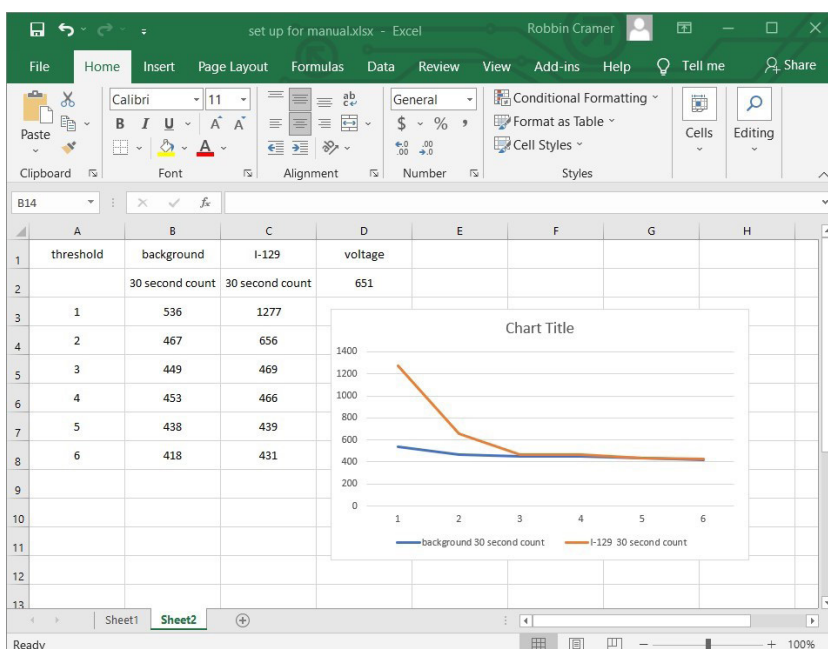 set up for manual.xlsx - Excel
Robbin Cramer
File Home Insert Page Layout Formulas Data Review View Add-ins Help Tell me Share
Paste
Calibri 11
B I U A A
A
ab
General
$ % ,
.00
Conditional Formatting
Format as Table
Cell Styles
Cells
Editing
Clipboard Font Alignment Number Styles
B14 fx
A B C D E F G H
1 threshold background I-129 voltage
2 30 second count 30 second count 651
3 1 536 1277
4 2 467 656
5 3 449 469
6 4 453 466
7 5 438 439
8 6 418 431
9
10
11
12
13
Chart Title
1400
1200
1000
800
600
400
200
0
1 2 3 4 5 6
background 30 second count I-129 30 second count
Sheet1 Sheet2
Ready 100%